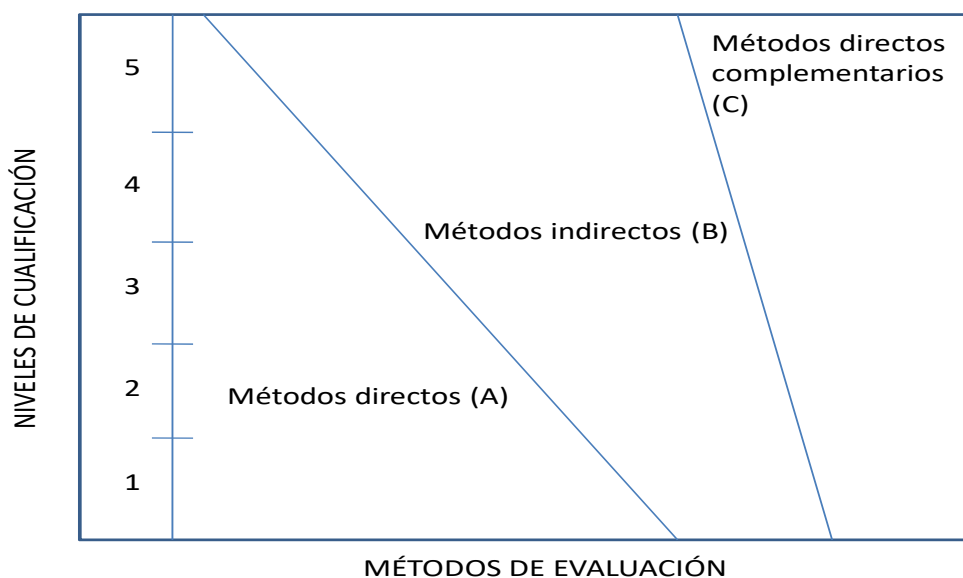 NIVELES DE CUALIFICACIÓN
5
4
3
2
1
Métodos directos
complementarios
(C)
Métodos indirectos (B)
Métodos directos (A)
MÉTODOS DE EVALUACIÓN